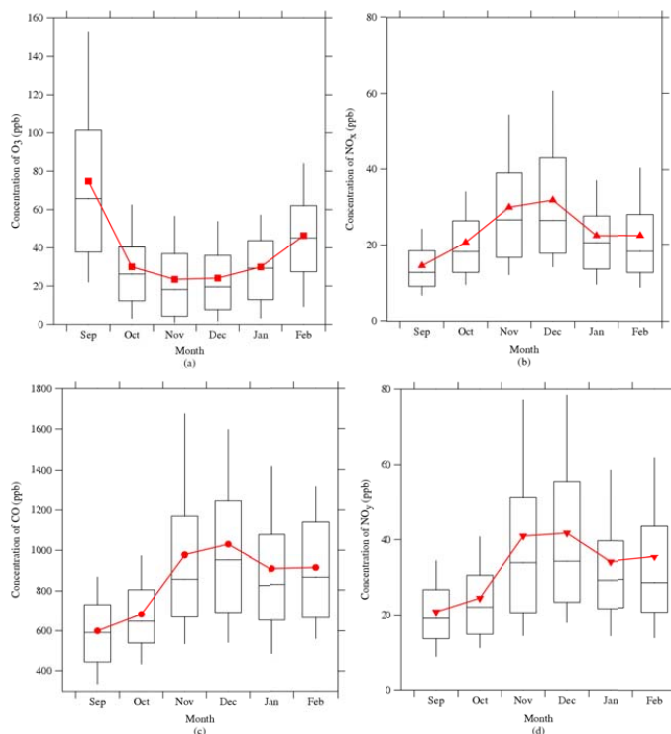 160
140
120
100
80
60
40
20
0
Concentration of O3 (ppb)
Sep Oct Nov Dec Jan Feb
Month
(a)
80
60
40
20
0
Concentration of NOx (ppb)
Sep Oct Nov Dec Jan Feb
Month
(b)
1800
1600
1400
1200
1000
800
600
400
Concentration of CO (ppb)
Sep Oct Nov Dec Jan Feb
Month
(c)
80
60
40
20
0
Concentration of NOy (ppb)
Sep Oct Nov Dec Jan Feb
Month
(d)